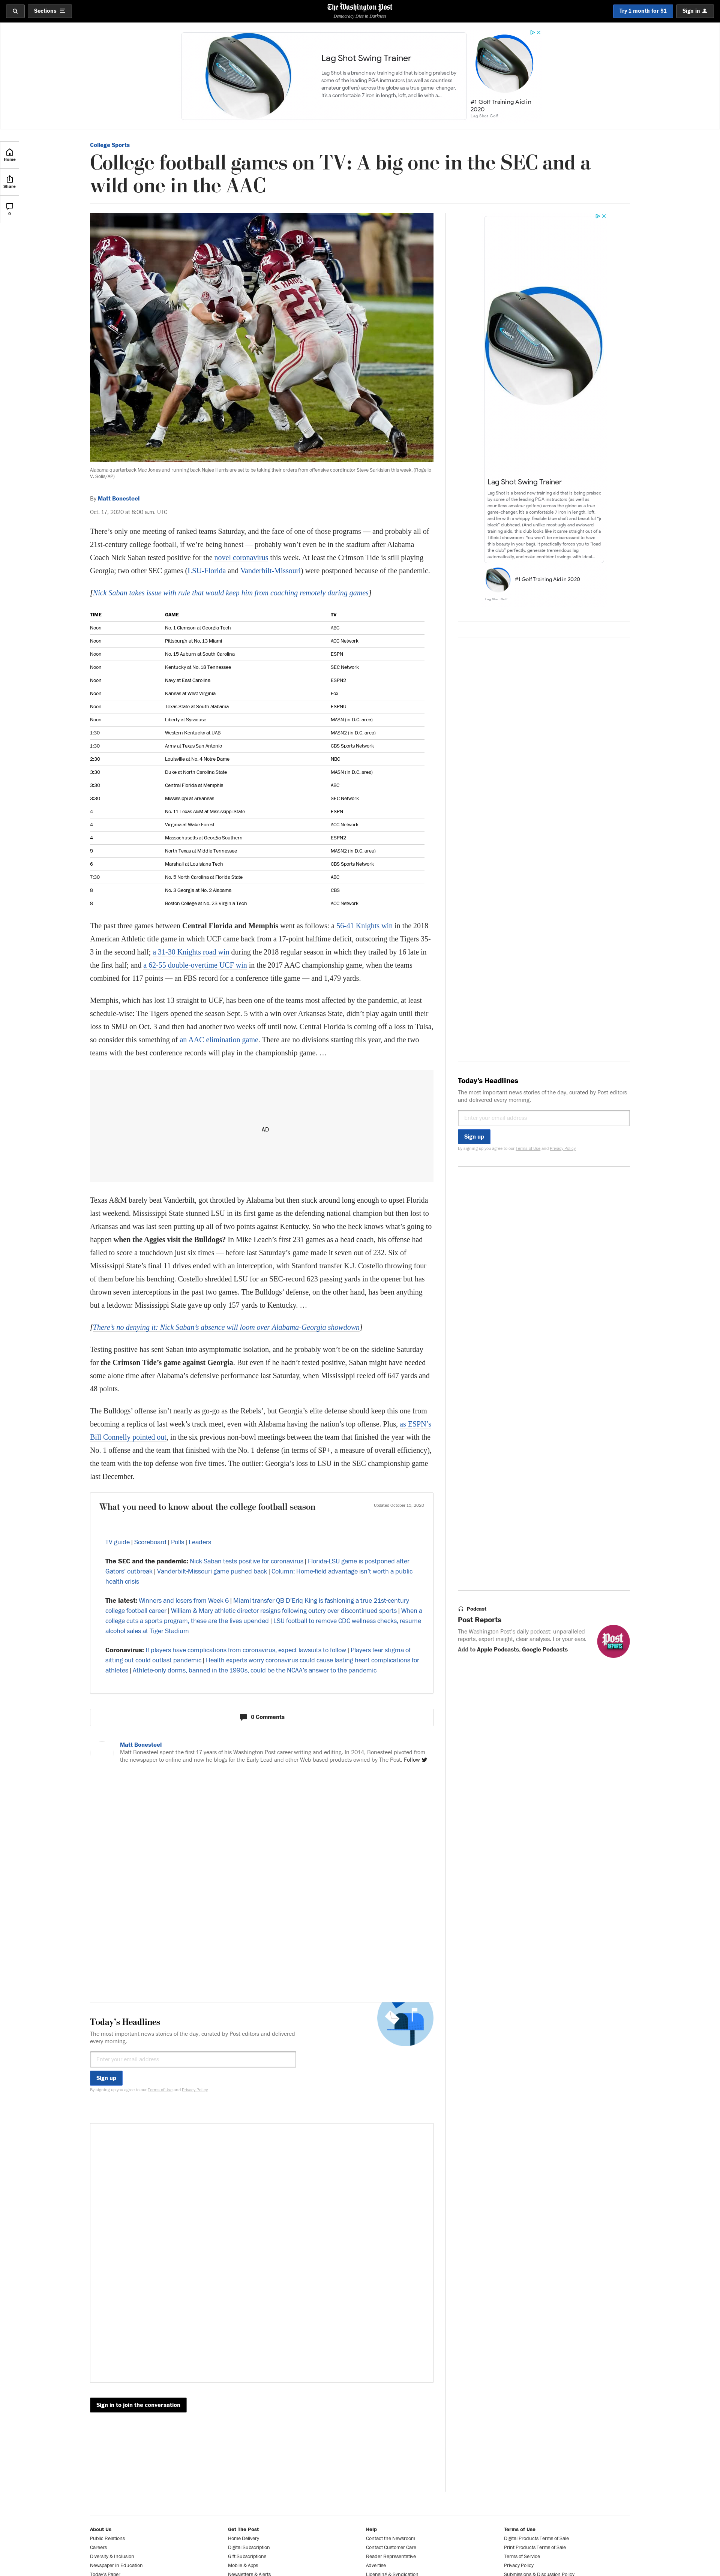 Sections
The Washington Post
Democracy Dies in Darkness
Try 1 month for $1
Sign in
Lag Shot Swing Trainer
Lag Shot is a brand new training aid that is being praised by
some of the leading PGA instructors (as.well as countless
amateur golfers) across the globe as a true game-changer.
It's a comfortable 7 iron in length, loft, and lie with a...
#1 Golf Training Aid in
2020
Lag Shot Golf
Home
Share
0
College Sports
College football games on TV: A big one in the SEC and a
wild one in the AAC
Alabama quarterback Mac Jones and running back Najee Harris are set to be taking their orders from offensive coordinator Steve Sarkisian this week. (Rogelio
V. Solis/AP)
By Matt Bonesteel
Oct. 17, 2020 at 8:00 a.m. UTC
There's only one meeting of ranked teams Saturday, and the face of one of those programs — and probably all of
21st-century college football, if we're being honest — probably won't even be in the stadium after Alabama
Coach Nick Saban tested positive for the novel coronavirus this week. At least the Crimson Tide is still playing
Georgia; two other SEC games (LSU-Florida and Vanderbilt-Missouri) were postponed because of the pandemic.
[Nick Saban takes issue with rule that would keep him from coaching remotely during games]
TIME GAME TV
Noon No. 1 Clemson at Georgia Tech ABC
Noon Pittsburgh at No. 13 Miami ACC Network
Noon No. 15 Auburn at South Carolina ESPN
Noon Kentucky at No. 18 Tennessee SEC Network
Noon Navy at East Carolina ESPN2
Noon Kansas at West Virginia Fox
Noon Texas State at South Alabama ESPNU
Noon Liberty at Syracuse MASN (in D.C. area)
1:30 Western Kentucky at UAB MASN2 (in D.C. area)
1:30 Army at Texas San Antonio CBS Sports Network
2:30 Louisville at No. 4 Notre Dame NBC
3:30 Duke at North Carolina State MASN (in D.C. area)
3:30 Central Florida at Memphis ABC
3:30 Mississippi at Arkansas SEC Network
4 No. 11 Texas A&M at Mississippi State ESPN
4 Virginia at Wake Forest ACC Network
4 Massachusetts at Georgia Southern ESPN2
5 North Texas at Middle Tennessee MASN2 (in D.C. area)
6 Marshall at Louisiana Tech CBS Sports Network
7:30 No. 5 North Carolina at Florida State ABC
8 No. 3 Georgia at No. 2 Alabama CBS
8 Boston College at No. 23 Virginia Tech ACC Network
The past three games between Central Florida and Memphis went as follows: a 56-41 Knights win in the 2018
American Athletic title game in which UCF came back from a 17-point halftime deficit, outscoring the Tigers 35-
3 in the second half; a 31-30 Knights road win during the 2018 regular season in which they trailed by 16 late in
the first half; and a 62-55 double-overtime UCF win in the 2017 AAC championship game, when the teams
combined for 117 points — an FBS record for a conference title game — and 1,479 yards.
Memphis, which has lost 13 straight to UCF, has been one of the teams most affected by the pandemic, at least
schedule-wise: The Tigers opened the season Sept. 5 with a win over Arkansas State, didn't play again until their
loss to SMU on Oct. 3 and then had another two weeks off until now. Central Florida is coming off a loss to Tulsa,
so consider this something of an AAC elimination game. There are no divisions starting this year, and the two
teams with the best conference records will play in the championship game. …
AD
Texas A&M barely beat Vanderbilt, got throttled by Alabama but then stuck around long enough to upset Florida
last weekend. Mississippi State stunned LSU in its first game as the defending national champion but then lost to
Arkansas and was last seen putting up all of two points against Kentucky. So who the heck knows what's going to
happen when the Aggies visit the Bulldogs? In Mike Leach's first 231 games as a head coach, his offense had
failed to score a touchdown just six times — before last Saturday's game made it seven out of 232. Six of
Mississippi State's final 11 drives ended with an interception, with Stanford transfer K.J. Costello throwing four
of them before his benching. Costello shredded LSU for an SEC-record 623 passing yards in the opener but has
thrown seven interceptions in the past two games. The Bulldogs' defense, on the other hand, has been anything
but a letdown: Mississippi State gave up only 157 yards to Kentucky. …
[There's no denying it: Nick Saban's absence will loom over Alabama-Georgia showdown]
Testing positive has sent Saban into asymptomatic isolation, and he probably won't be on the sideline Saturday
for the Crimson Tide's game against Georgia. But even if he hadn't tested positive, Saban might have needed
some alone time after Alabama's defensive performance last Saturday, when Mississippi reeled off 647 yards and
48 points.
The Bulldogs' offense isn't nearly as go-go as the Rebels', but Georgia's elite defense should keep this one from
becoming a replica of last week's track meet, even with Alabama having the nation's top offense. Plus, as ESPN's
Bill Connelly pointed out, in the six previous non-bowl meetings between the team that finished the year with the
No. 1 offense and the team that finished with the No. 1 defense (in terms of SP+, a measure of overall efficiency),
the team with the top defense won five times. The outlier: Georgia's loss to LSU in the SEC championship game
last December.
What you need to know about the college football season
Updated October 15, 2020
TV guide | Scoreboard | Polls | Leaders
The SEC and the pandemic: Nick Saban tests positive for coronavirus | Florida-LSU game is postponed after
Gators' outbreak | Vanderbilt-Missouri game pushed back | Column: Home-field advantage isn't worth a public
health crisis
The latest: Winners and losers from Week 6 | Miami transfer QB D'Eriq King is fashioning a true 21st-century
college football career | William & Mary athletic director resigns following outcry over discontinued sports | When a
college cuts a sports program, these are the lives upended | LSU football to remove CDC wellness checks, resume
alcohol sales at Tiger Stadium
Coronavirus: If players have complications from coronavirus, expect lawsuits to follow | Players fear stigma of
sitting out could outlast pandemic | Health experts worry coronavirus could cause lasting heart complications for
athletes | Athlete-only dorms, banned in the 1990s, could be the NCAA's answer to the pandemic
0 Comments
Matt Bonesteel
Matt Bonesteel spent the first 17 years of his Washington Post career writing and editing. In 2014, Bonesteel pivoted from
the newspaper to online and now he blogs for the Early Lead and other Web-based products owned by The Post. Follow
Today's Headlines
The most important news stories of the day, curated by Post editors and delivered
every morning.
Enter your email address
Sign up
By signing up you agree to our Terms of Use and Privacy Policy
Sign in to join the conversation
Lag Shot Swing Trainer
Lag Shot is a brand new training aid that is being praised
by some of the leading PGA instructors (as.well as
countless amateur golfers) across the globe as a true
game-changer. It's a comfortable 7 iron in length, loft,
and lie with a whippy, flexible blue shaft and beautiful "jet
black" clubhead. (And unlike most ugly and awkward
training aids, this club looks like it came straight out of a
Titleist showroom. You won't be embarrassed to have
this beauty in your bag). It practically forces you to "load
the club" perfectly, generate tremendous lag
automatically, and make confident swings with ideal...
#1 Golf Training Aid in 2020
Lag Shot Golf
Today's Headlines
The most important news stories of the day, curated by Post editors
and delivered every morning.
Enter your email address
Sign up
By signing up you agree to our Terms of Use and Privacy Policy
Podcast
Post Reports
The Washington Post's daily podcast: unparalleled
reports, expert insight, clear analysis. For your ears.
Add to Apple Podcasts, Google Podcasts
Post
REPORTS
About Us
Public Relations
Careers
Diversity & Inclusion
Newspaper in Education
Today's Paper
Get The Post
Home Delivery
Digital Subscription
Gift Subscriptions
Mobile & Apps
Newsletters & Alerts
Help
Contact the Newsroom
Contact Customer Care
Reader Representative
Advertise
Licensing & Syndication
Terms of Use
Digital Products Terms of Sale
Print Products Terms of Sale
Terms of Service
Privacy Policy
Submissions & Discussion Policy